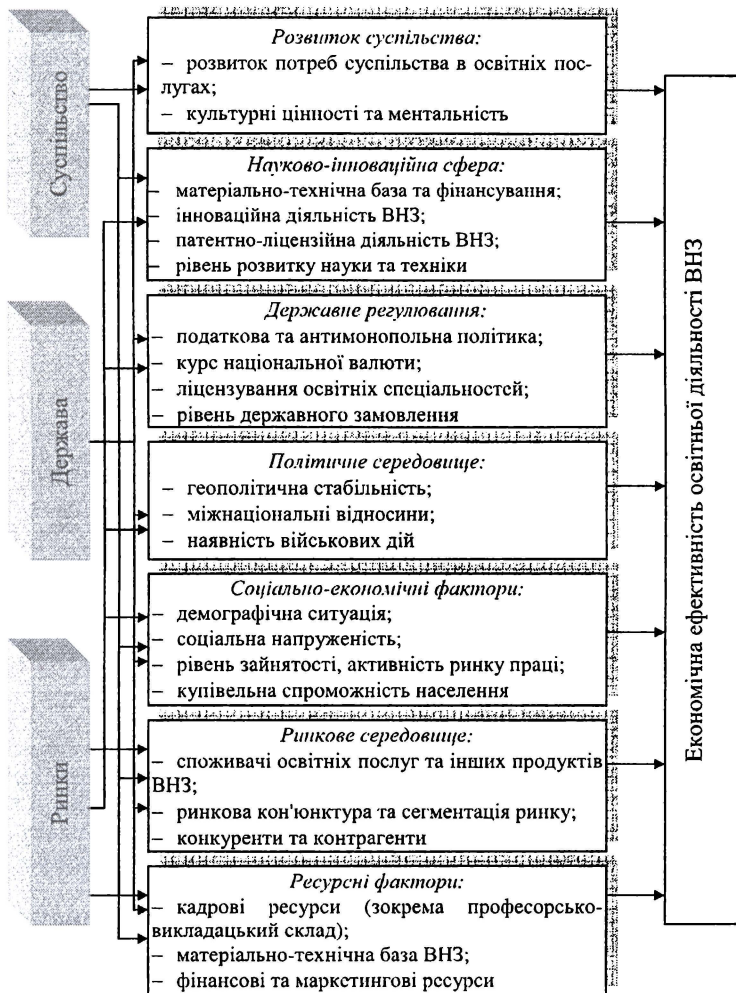 Суспільство
Держава
Ринки
Розвиток суспільства:
– розвиток потреб суспільства в освітніх пос-
лугах;
– культурні цінності та ментальність
Науково-інноваційна сфера:
– матеріально-технічна база та фінансування;
– інноваційна діяльність ВНЗ;
– патентно-ліцензійна діяльність ВНЗ;
– рівень розвитку науки та техніки
Державне регулювання:
– податкова та антимонопольна політика;
– курс національної валюти;
– ліцензування освітніх спеціальностей;
– рівень державного замовлення
Політичне середовище:
– геополітична стабільність;
– міжнаціональні відносини;
– наявність військових дій
Соціально-економічні фактори:
– демографічна ситуація;
– соціальна напруженість;
– рівень зайнятості, активність ринку праці;
– купівельна спроможність населення
Ринкове середовище:
– споживачі освітніх послуг та інших продуктів
ВНЗ;
– ринкова кон'юнктура та сегментація ринку;
– конкуренти та контрагенти
Ресурсні фактори:
– кадрові ресурси (зокрема професорсько-
викладацький склад);
– матеріально-технічна база ВНЗ;
– фінансові та маркетингові ресурси
Економічна ефективність освітньої діяльності ВНЗ